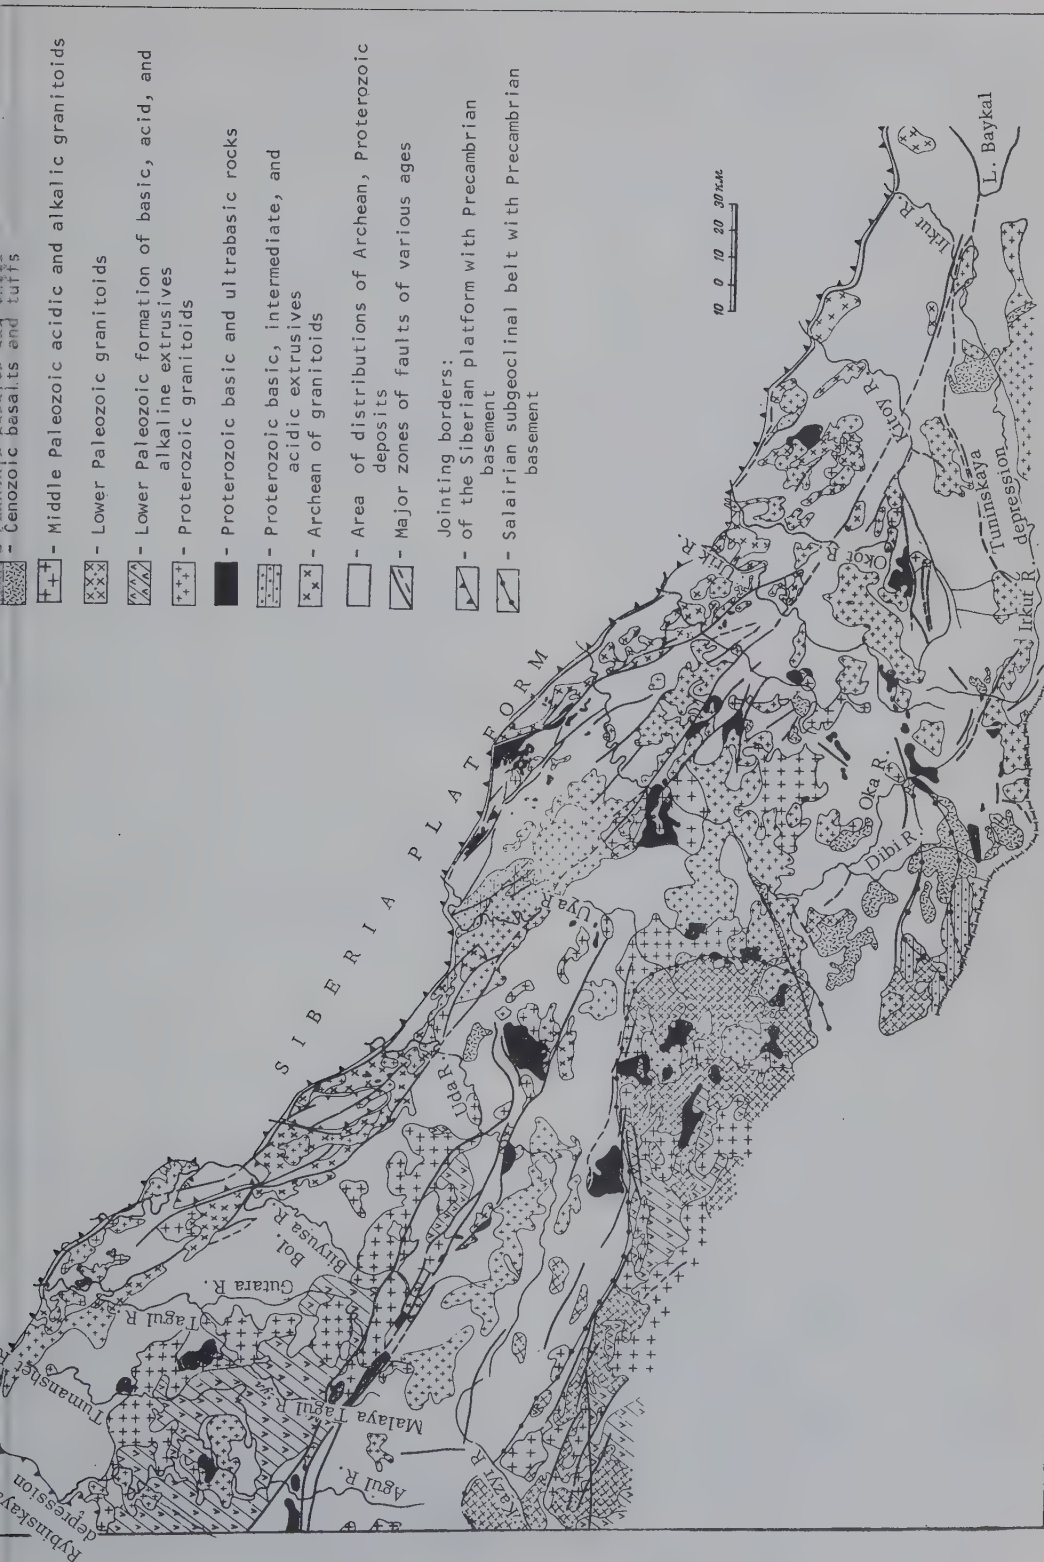 - Cenozoic basalts and tuffs
- Middle Paleozoic acidic and alkalic granitoids
- Lower Paleozoic granitoids
- Lower Paleozoic formation of basic, acid, and
alkaline extrusives
- Proterozoic granitoids
- Proterozoic basic and ultrabasic rocks
- Proterozoic basic, intermediate, and
acidic extrusives
- Archean of granitoids
- Area of distributions of Archean, Proterozoic
deposits
- Major zones of faults of various ages
Jointing borders:
- of the Siberian platform with Precambrian
basement
- Salairian subgeoclinal belt with Precambrian
basement
10 0 10 20 30 км.
SIBERIA PLATFORM
Rybinskaya
depression
Tumanshet R.
Tagul R.
Gutara R.
Bol.
Biryusa R.
Malaya Tagul R.
Agul R.
Kazyr R.
Uda R.
Uya R.
Oka R.
Dibi R.
Okot R.
Kitoy R.
Irkut R.
L. Baykal
Tuninskaya
depression
Irkut R.